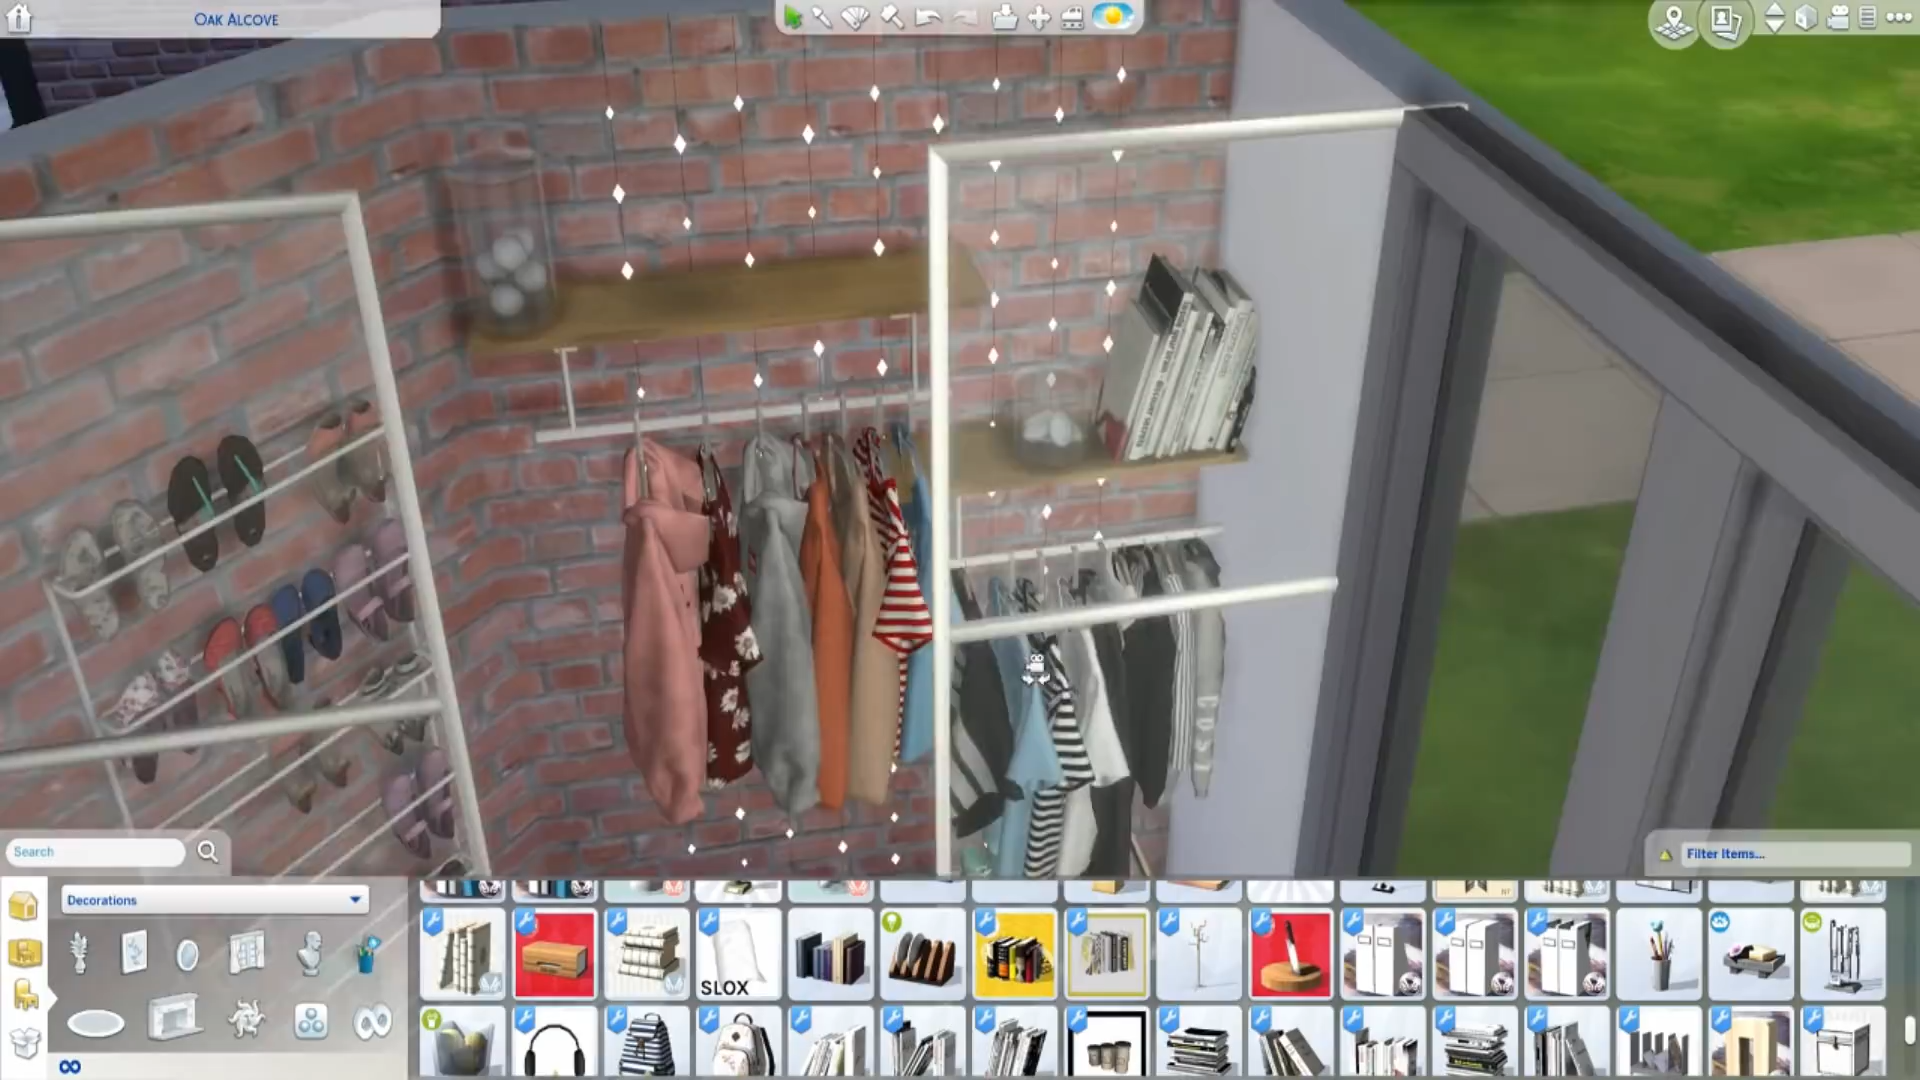 Oak Alcove
Search
Filter Items...
Decorations
SLOX